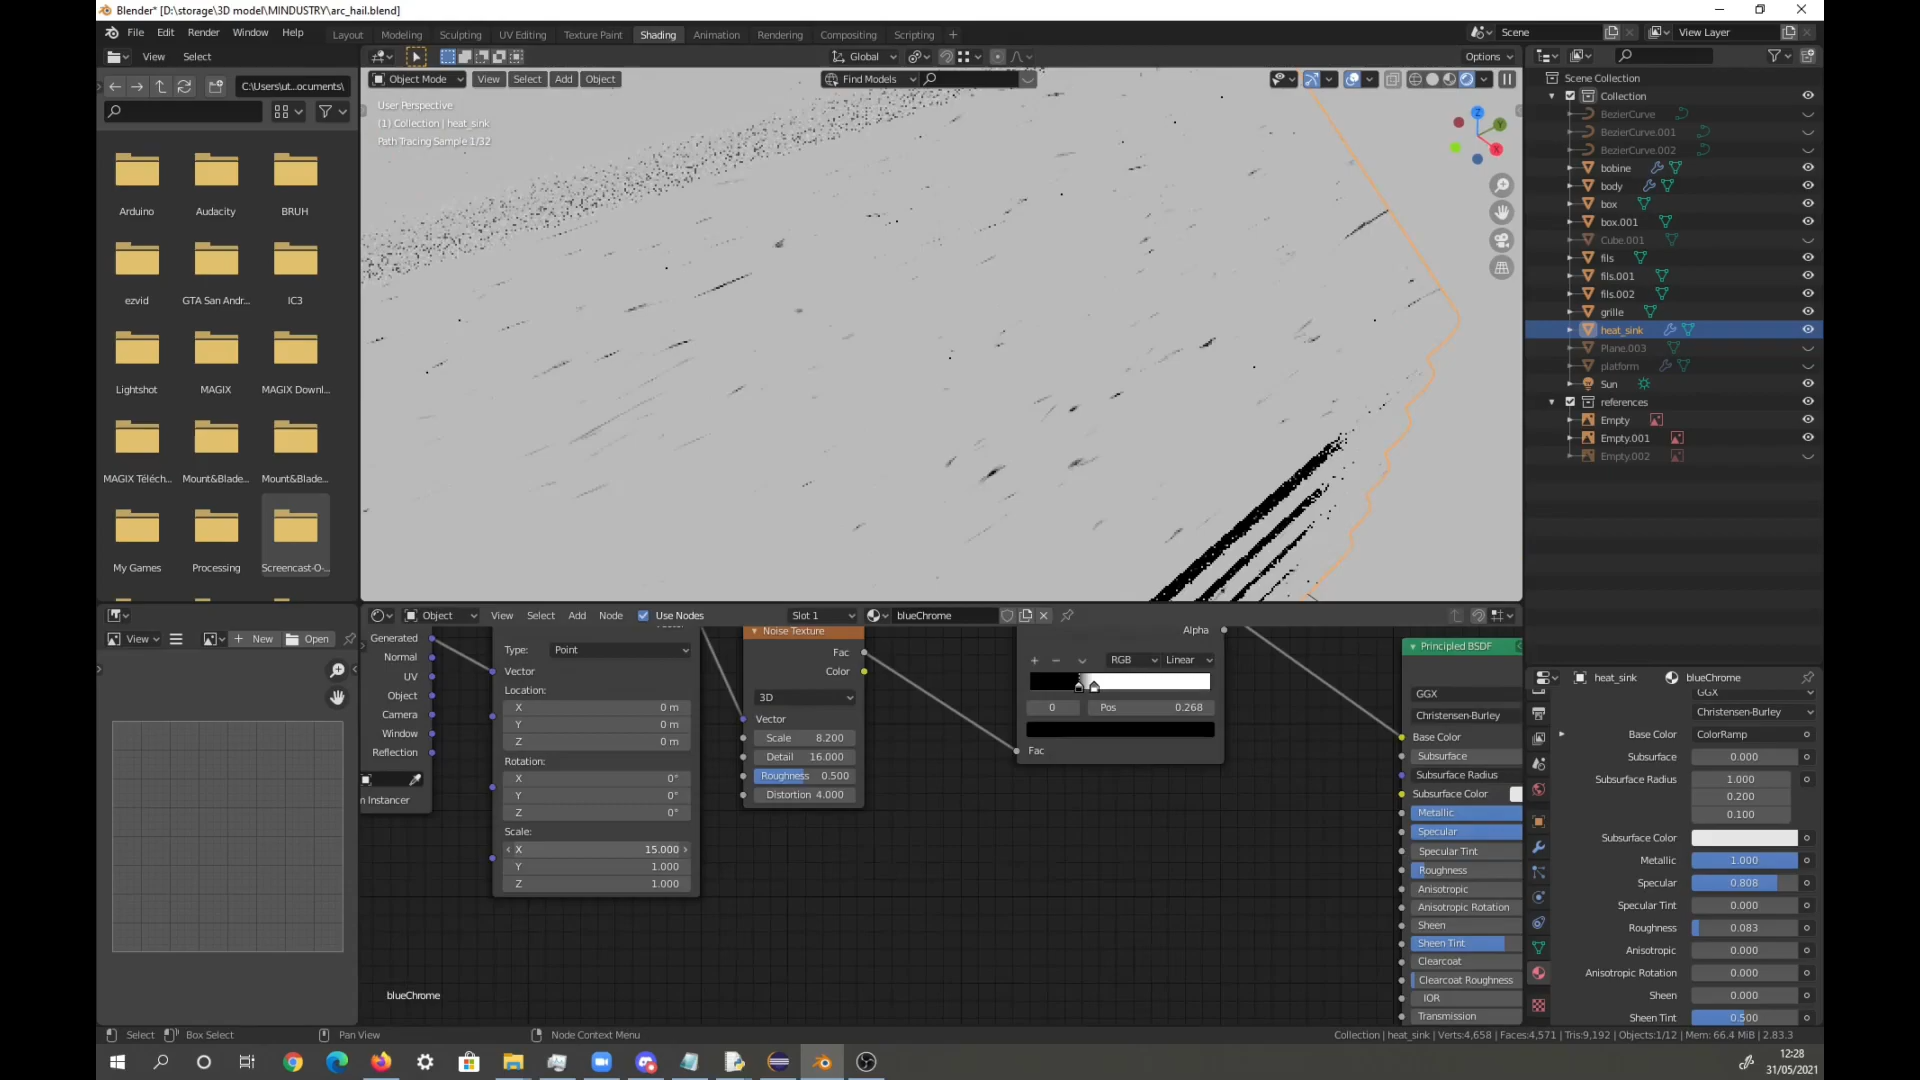 Blender* [D:\storage\3D model\MINDUSTRY\arc_hail.blend]
File Edit Render Window Help
Layout Modeling Sculpting UV Editing Texture Paint Shading Animation Rendering Compositing Scripting +
Scene
View Layer
View Select
Global
Options
C:\Users\ut...ocuments\
Object Mode View Select Add Object
Find Models
User Perspective
(1) Collection | heat_sink
Path Tracing Sample 1/32
Z
Y
X
Arduino
Audacity
BRUH
ezvid
GTA San Andr...
IC3
Lightshot
MAGIX
MAGIX Downl...
MAGIX Téléch...
Mount&Blade...
Mount&Blade...
My Games
Processing
Screencast-O-...
Scene Collection
Collection
BezierCurve
BezierCurve.001
BezierCurve.002
bobine
body
box
box.001
Cube.001
fils
fils.001
fils.002
grille
heat_sink
Plane.003
platform
Sun
references
Empty
Empty.001
Empty.002
View
New
Open
Object View Select Add Node Use Nodes
Slot 1
blueChrome
Generated
Normal
UV
Object
Camera
Window
Reflection
m Instancer
Type: Point
Vector
Location:
X 0 m
Y 0 m
Z 0 m
Rotation:
X 0°
Y 0°
Z 0°
Scale:
X 15.000
Y 1.000
Z 1.000
Noise Texture
Fac
Color
3D
Vector
Scale 8.200
Detail 16.000
Roughness 0.500
Distortion 4.000
Alpha
RGB Linear
0 Pos 0.268
Fac
Principled BSDF
GGX
Christensen-Burley
Base Color
Subsurface
Subsurface Radius
Subsurface Color
Metallic
Specular
Specular Tint
Roughness
Anisotropic
Anisotropic Rotation
Sheen
Sheen Tint
Clearcoat
Clearcoat Roughness
IOR
Transmission
blueChrome
heat_sink blueChrome
GGX
Christensen-Burley
Base Color ColorRamp
Subsurface 0.000
Subsurface Radius 1.000
0.200
0.100
Subsurface Color
Metallic 1.000
Specular 0.808
Specular Tint 0.000
Roughness 0.083
Anisotropic 0.000
Anisotropic Rotation 0.000
Sheen 0.000
Sheen Tint 0.500
Select Box Select Pan View Node Context Menu
Collection | heat_sink | Verts:4,658 | Faces:4,571 | Tris:9,192 | Objects:1/12 | Mem: 66.4 MiB | 2.83.3
12:28
31/05/2021